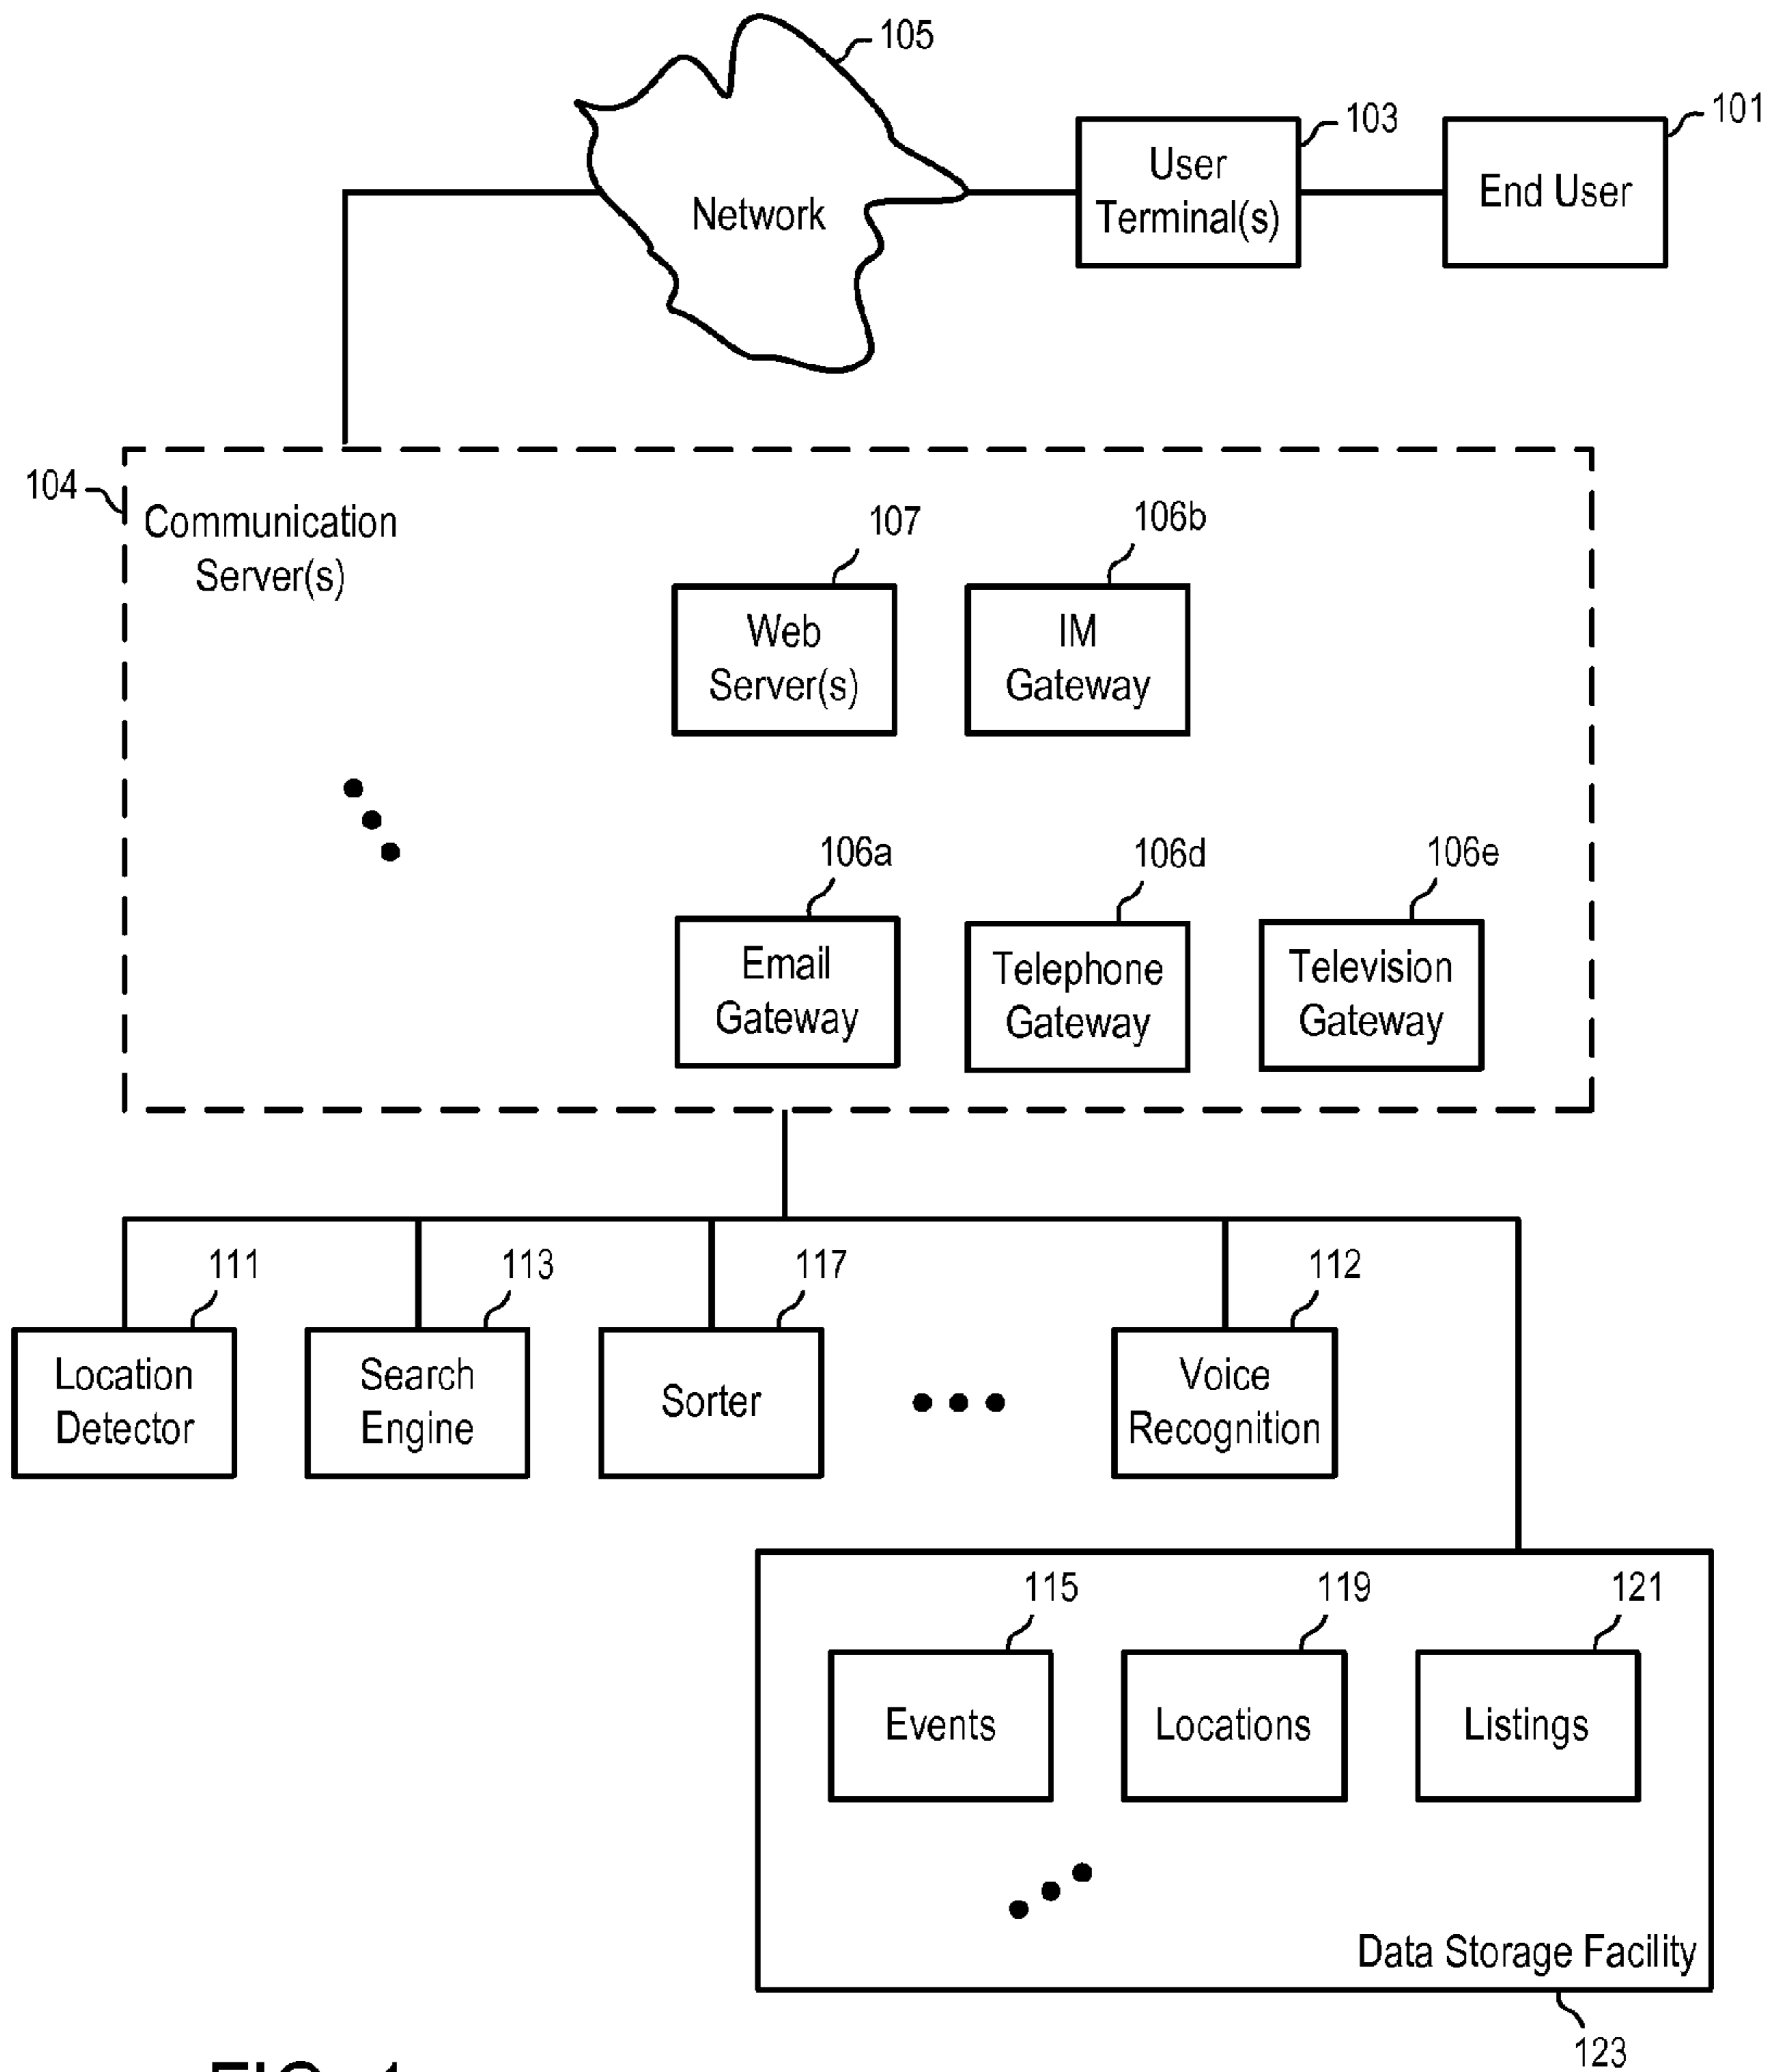 105
103
101
User
Terminal(s)
End User
Network
104
Communication
Server(s)
107
106b
Web
Server(s)
IM
Gateway
106a
106d
106e
Email
Gateway
Telephone
Gateway
Television
Gateway
111
113
117
112
Location
Detector
Search
Engine
Sorter
Voice
Recognition
115
119
121
Events
Locations
Listings
Data Storage Facility
123
FIG. 1